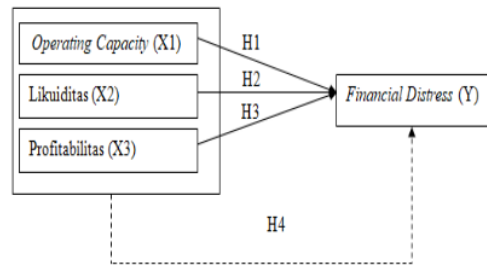 Operating Capacity (X1)
H1
H2
Likuiditas (X2)
Financial Distress (Y)
H3
Profitabilitas (X3)
H4